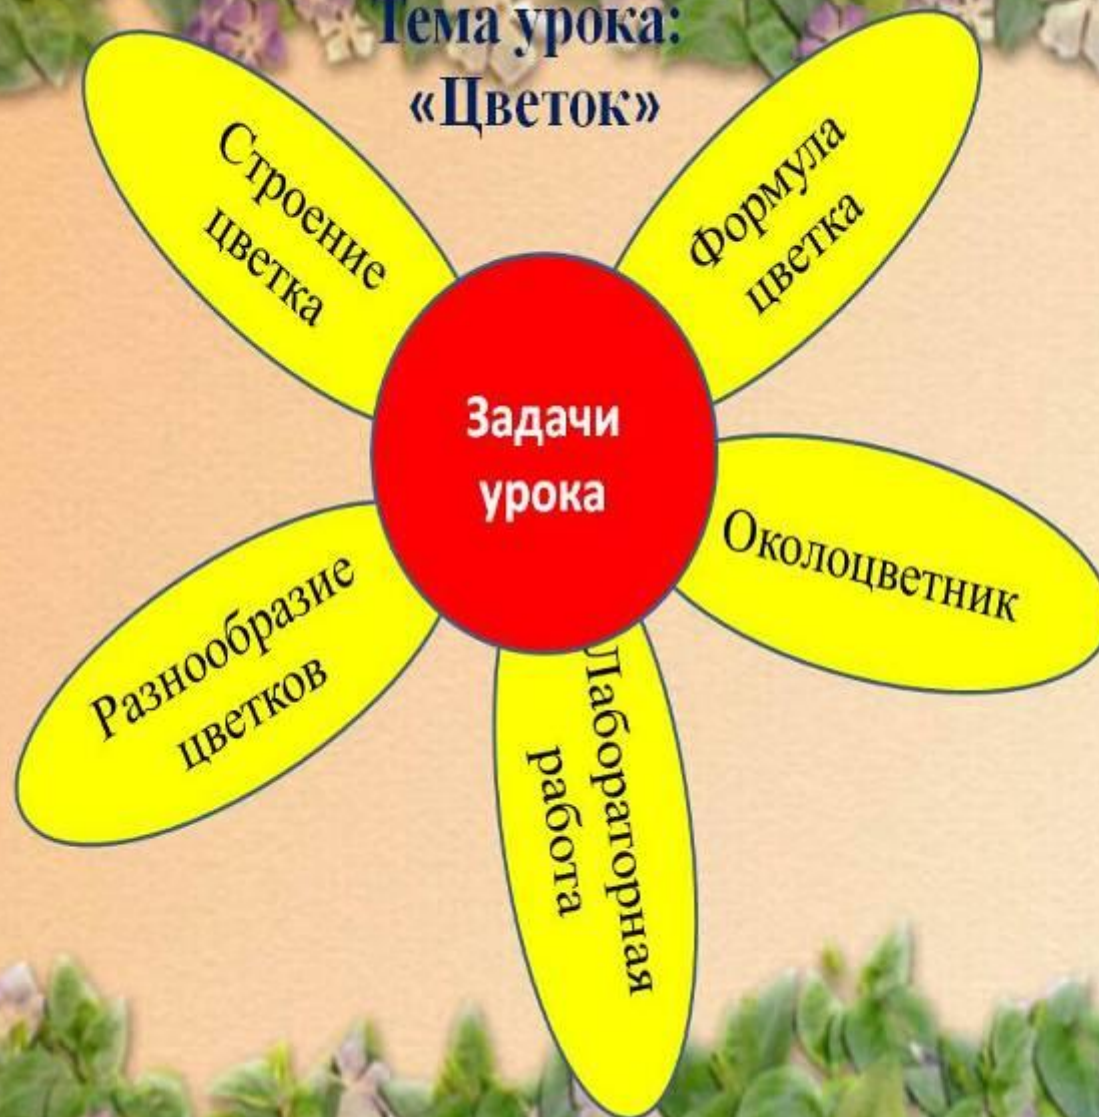 Тема урока:
«Цветок»
Строение
цветка
Формула
цветка
Задачи
урока
Околоцветник
Разнообразие
цветков
Лабораторная
работа